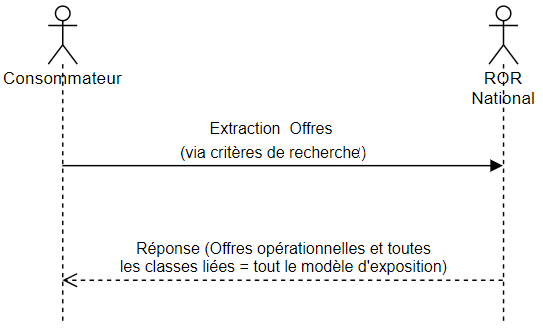 Consommateur
ROR
National
Extraction Offres
(via critères de recherche)
Réponse (Offres opérationnelles et toutes
les classes liées = tout le modèle d'exposition)